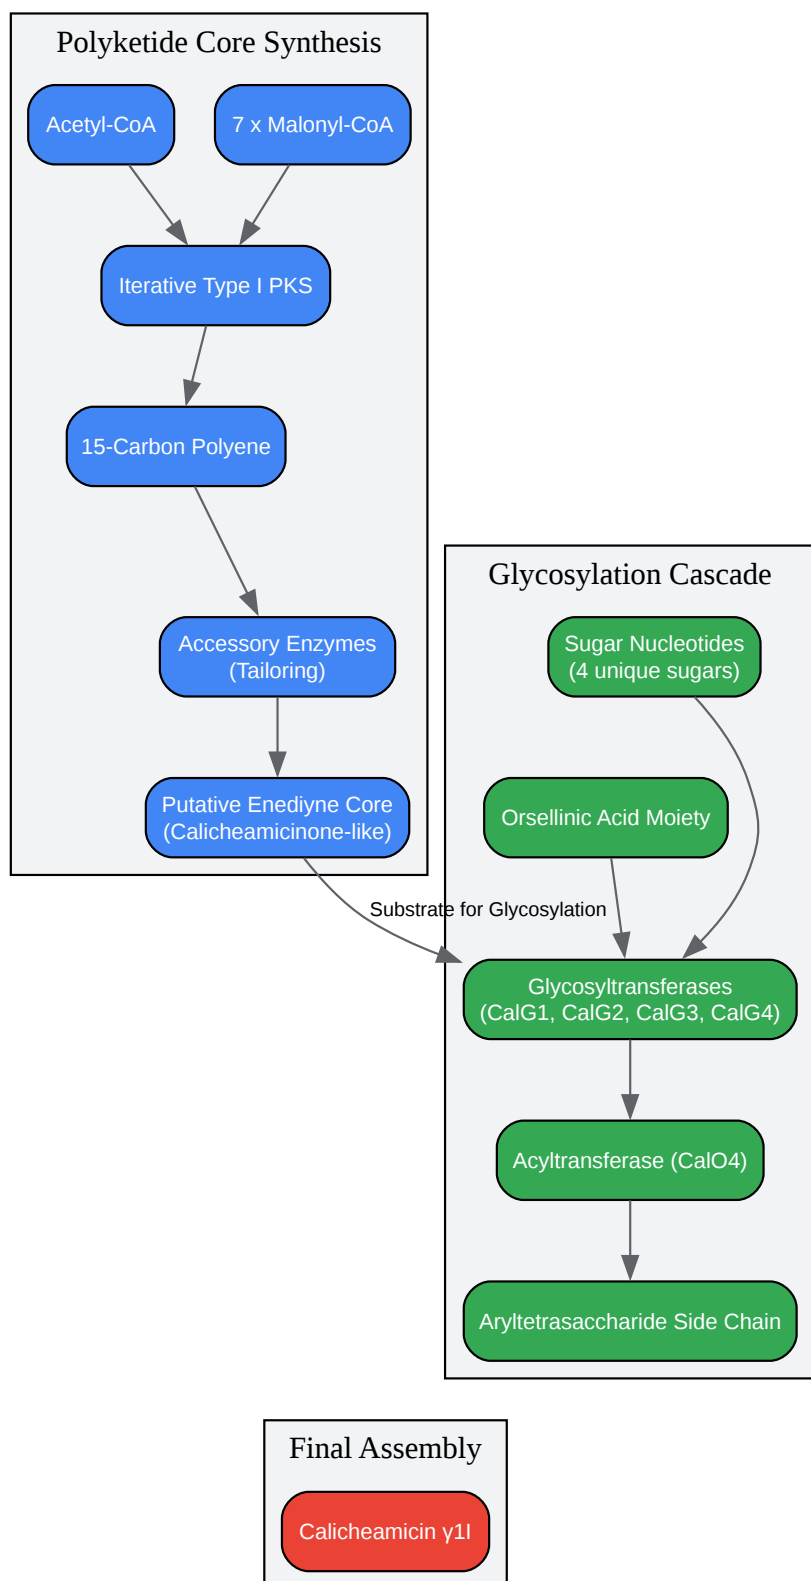 Polyketide Core Synthesis
Acetyl-CoA
7 x Malonyl-CoA
Iterative Type I PKS
15-Carbon Polyene
Accessory Enzymes
(Tailoring)
Putative Enediyne Core
(Calicheamicinone-like)
Substrate for Glycosylation
Glycosylation Cascade
Sugar Nucleotides
(4 unique sugars)
Orsellinic Acid Moiety
Glycosyltransferases
(CalG1, CalG2, CalG3, CalG4)
Acyltransferase (CalO4)
Aryltetrasaccharide Side Chain
Final Assembly
Calicheamicin γ1I